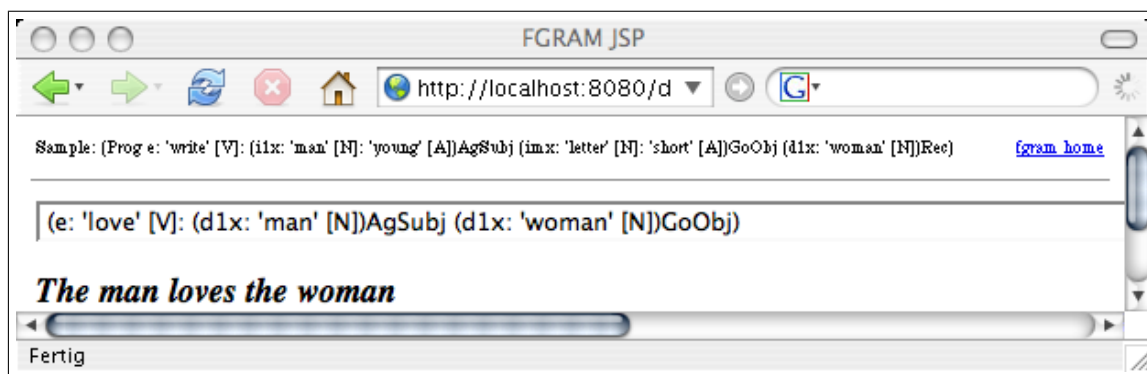 FGRAM JSP
http://localhost:8080/d
G
Sample: (Prog e: 'write' [V]: (i1x: 'man' [N]: 'young' [A])AgSubj (imx: 'letter' [N]: 'short' [A])GoObj (d1x: 'woman' [N])Rec) fgram home
(e: 'love' [V]: (d1x: 'man' [N])AgSubj (d1x: 'woman' [N])GoObj)
The man loves the woman
Fertig